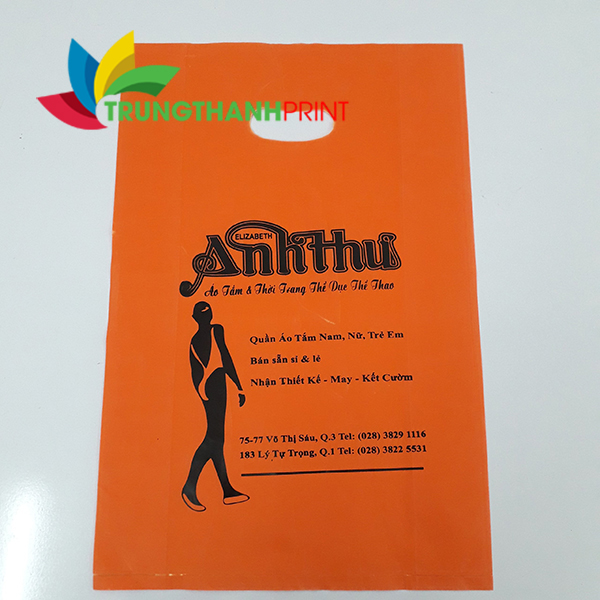 TRUNGTHANHPRINT
ELIZABETH
Anhthư
Áo Tắm & Thời Trang Thể Dục Thể Thao
Quần Áo Tắm Nam, Nữ, Trẻ Em
Bán sẵn sỉ & lẻ
Nhận Thiết Kế - May - Kết Cườm
75-77 Võ Thị Sáu, Q.3 Tel: (028) 3829 1116
183 Lý Tự Trọng, Q.1 Tel: (028) 3822 5531